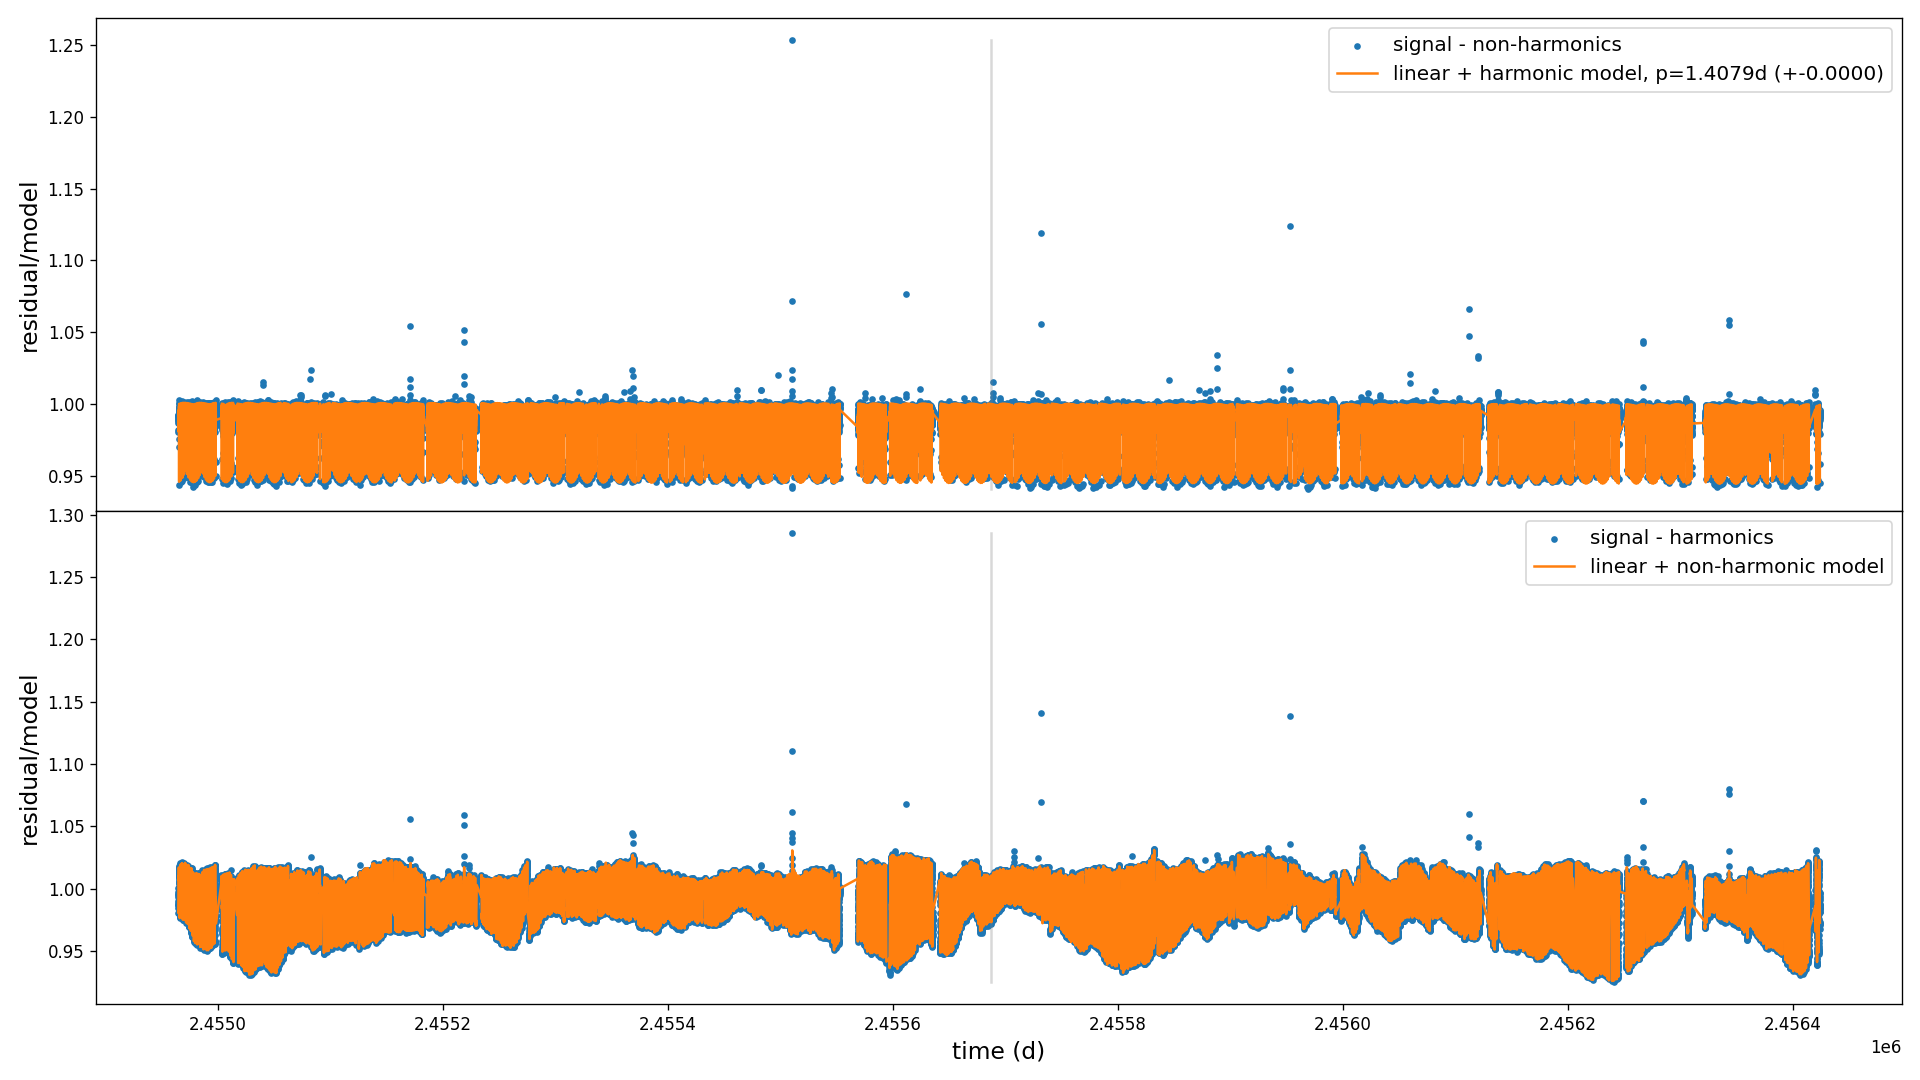 1.25
1.20
1.15
1.10
1.05
1.00
0.95
residual/model
signal - non-harmonics
linear + harmonic model, p=1.4079d (+-0.0000)
1.30
1.25
1.20
1.15
1.10
1.05
1.00
0.95
residual/model
signal - harmonics
linear + non-harmonic model
2.4550 2.4552 2.4554 2.4556 2.4558 2.4560 2.4562 2.4564
1e6
time (d)